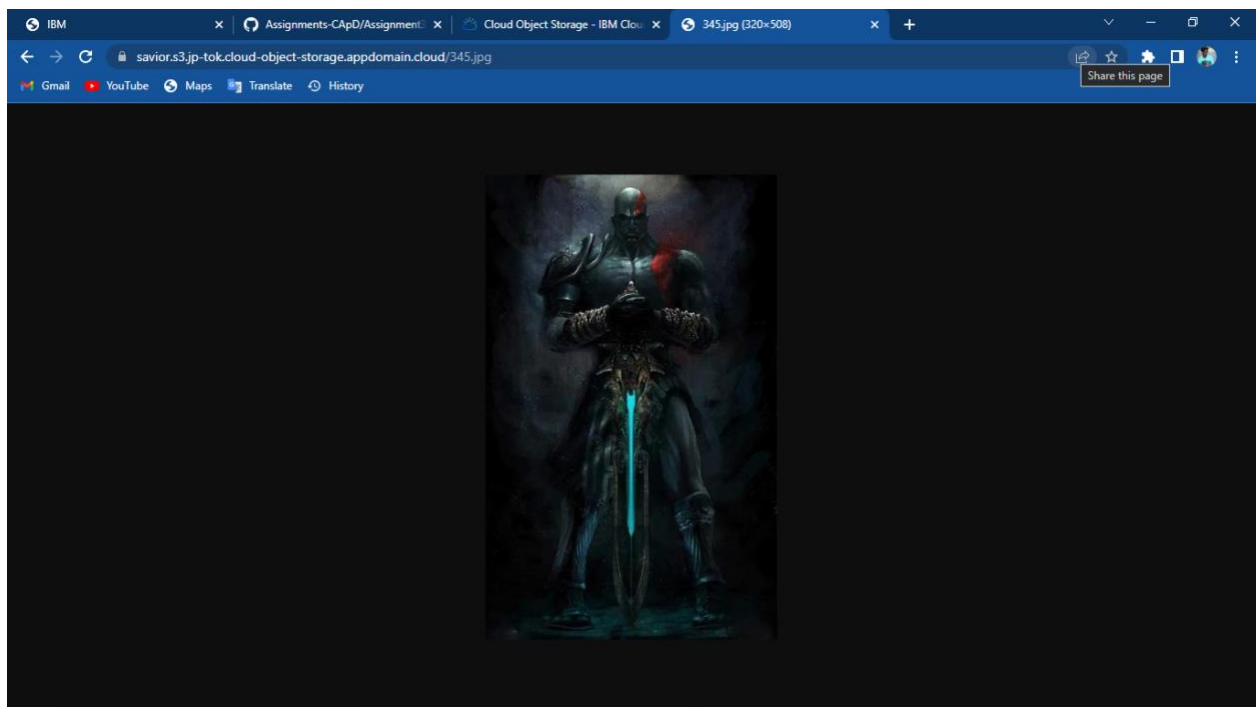 IBM
Assignments-CApD/Assignment3
Cloud Object Storage - IBM Clou
345.jpg (320×508)
savior.s3.jp-tok.cloud-object-storage.appdomain.cloud/345.jpg
Share this page
Gmail
YouTube
Maps
Translate
History